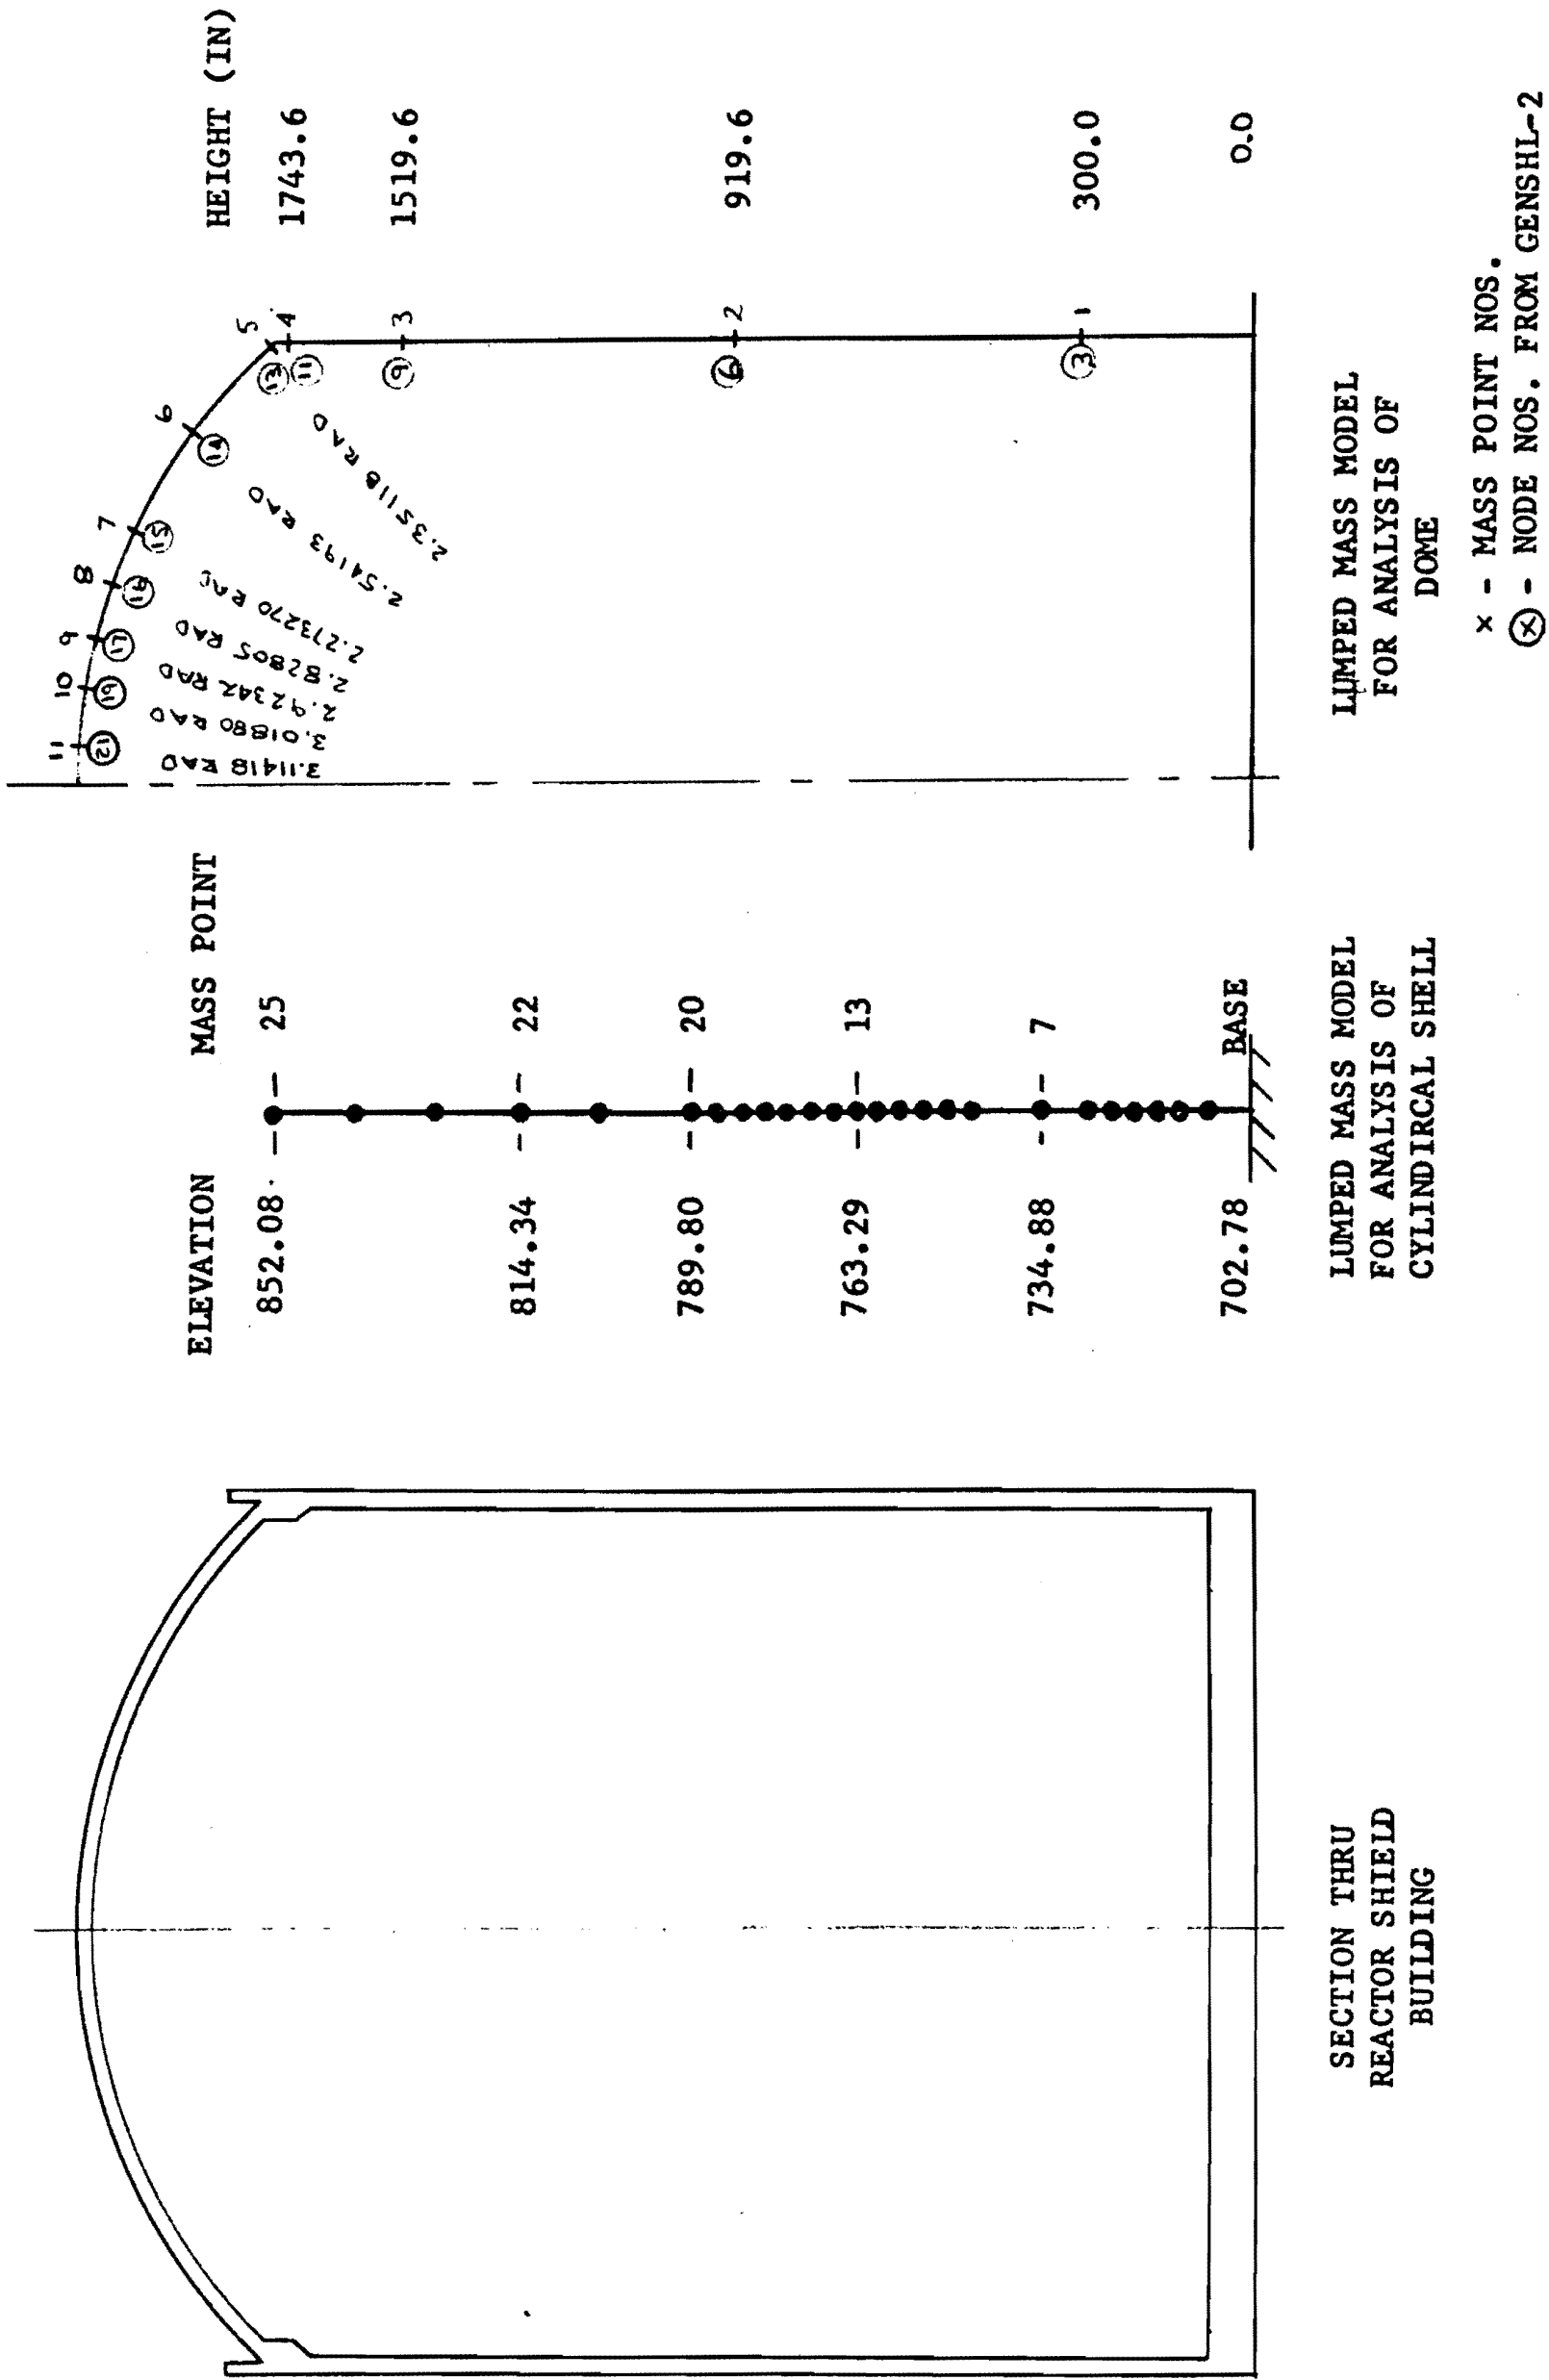 SECTION THRU
REACTOR SHIELD
BUILDING
ELEVATION MASS POINT
852.08 25
814.34 22
789.80 20
763.29 13
734.88 7
702.78 BASE
LUMPED MASS MODEL
FOR ANALYSIS OF
CYLINDIRCAL SHELL
HEIGHT (IN)
1743.6
1519.6
919.6
300.0
0.0
11
10
9
8
7
6
5
4
3
2
1
13
11
9
6
3
14
15
17
2.35118 RAD
2.54193 RAD
2.273270 RAD
2.82805 RAD
2.92342 RAD
3.01880 RAD
3.11418 RAD
LUMPED MASS MODEL
FOR ANALYSIS OF
DOME
x - MASS POINT NOS.
ⓧ - NODE NOS. FROM GENSHL-2